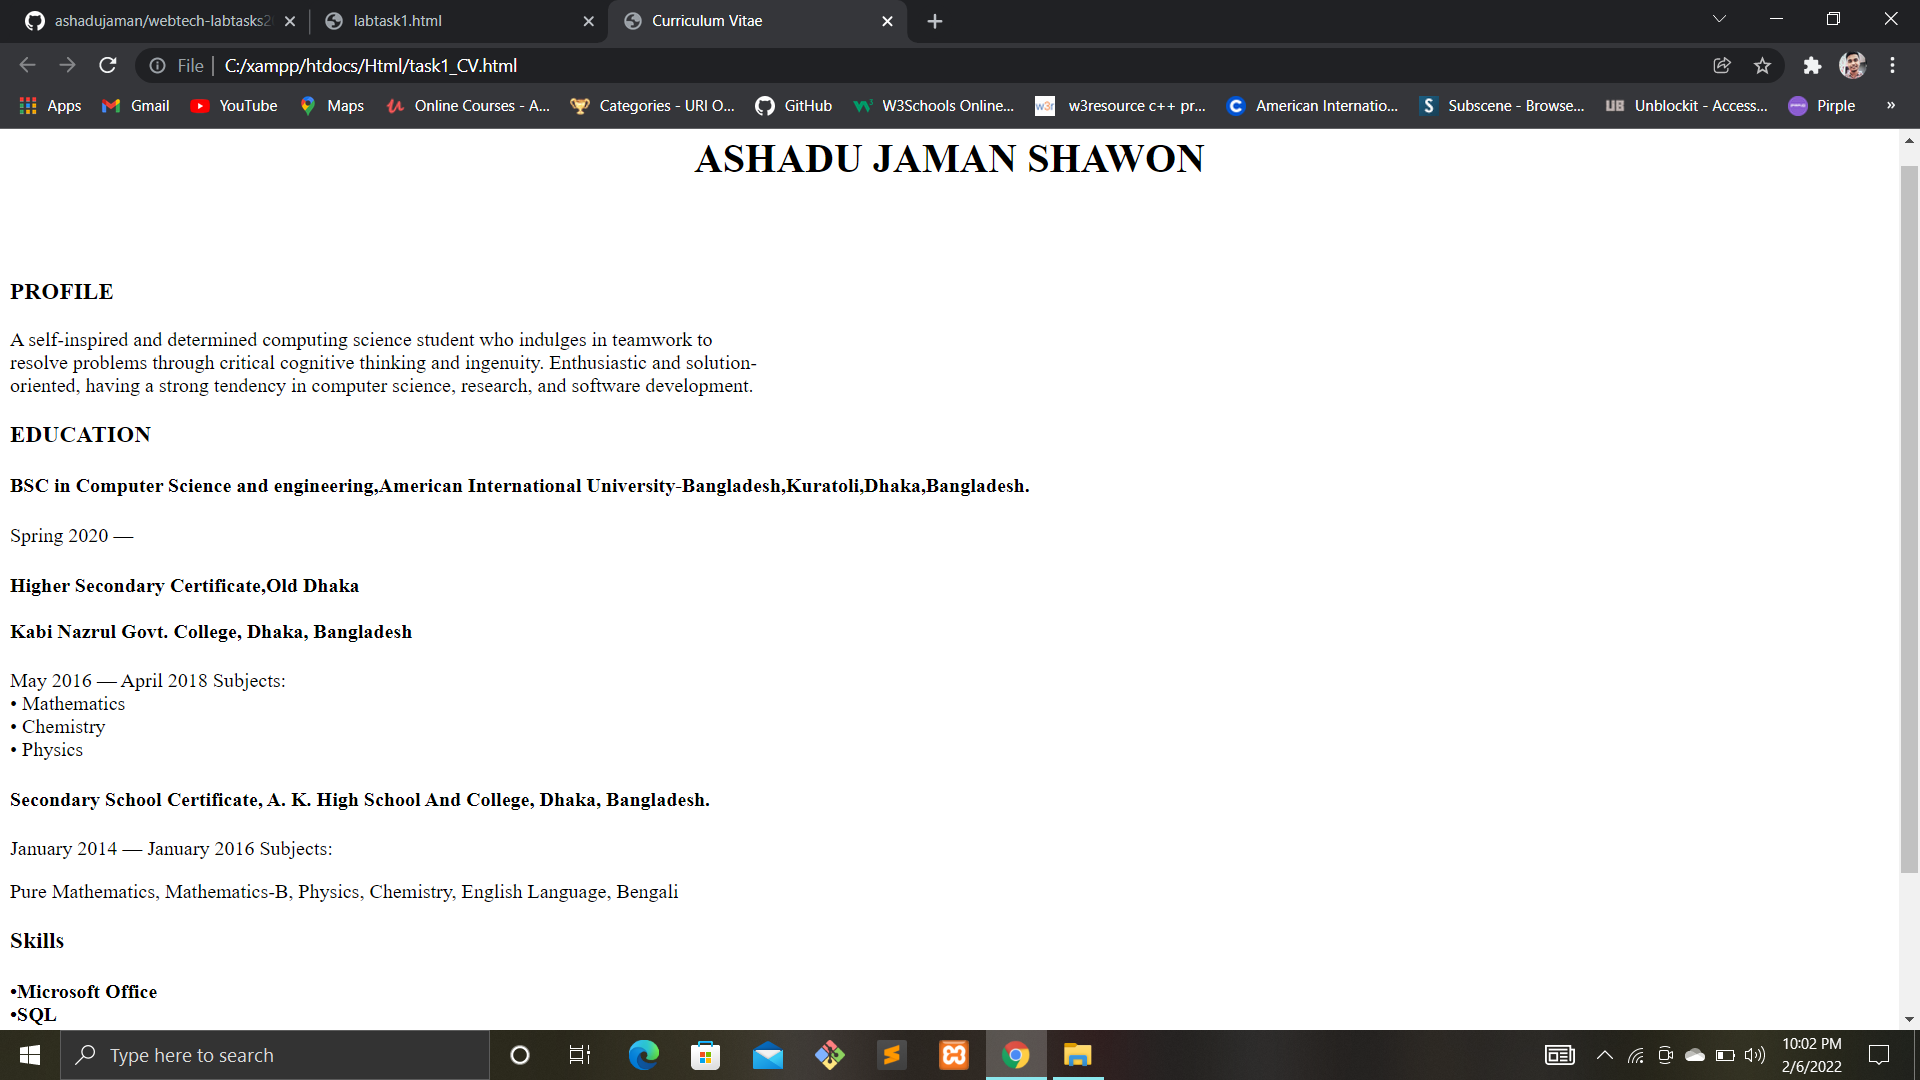 ashadujaman/webtech-labtasks2
labtask1.html
Curriculum Vitae
File
C:/xampp/htdocs/Html/task1_CV.html
Apps
Gmail
YouTube
Maps
Online Courses - A...
Categories - URI O...
GitHub
W3Schools Online...
w3r
w3resource c++ pr...
American Internatio...
Subscene - Browse...
UB
Unblockit - Access...
Pirple
»
ASHADU JAMAN SHAWON
PROFILE
A self-inspired and determined computing science student who indulges in teamwork to
resolve problems through critical cognitive thinking and ingenuity. Enthusiastic and solution-
oriented, having a strong tendency in computer science, research, and software development.
EDUCATION
BSC in Computer Science and engineering,American International University-Bangladesh,Kuratoli,Dhaka,Bangladesh.
Spring 2020 —
Higher Secondary Certificate,Old Dhaka
Kabi Nazrul Govt. College, Dhaka, Bangladesh
May 2016 — April 2018 Subjects:
• Mathematics
• Chemistry
• Physics
Secondary School Certificate, A. K. High School And College, Dhaka, Bangladesh.
January 2014 — January 2016 Subjects:
Pure Mathematics, Mathematics-B, Physics, Chemistry, English Language, Bengali
Skills
•Microsoft Office
•SQL
Type here to search
10:02 PM
2/6/2022